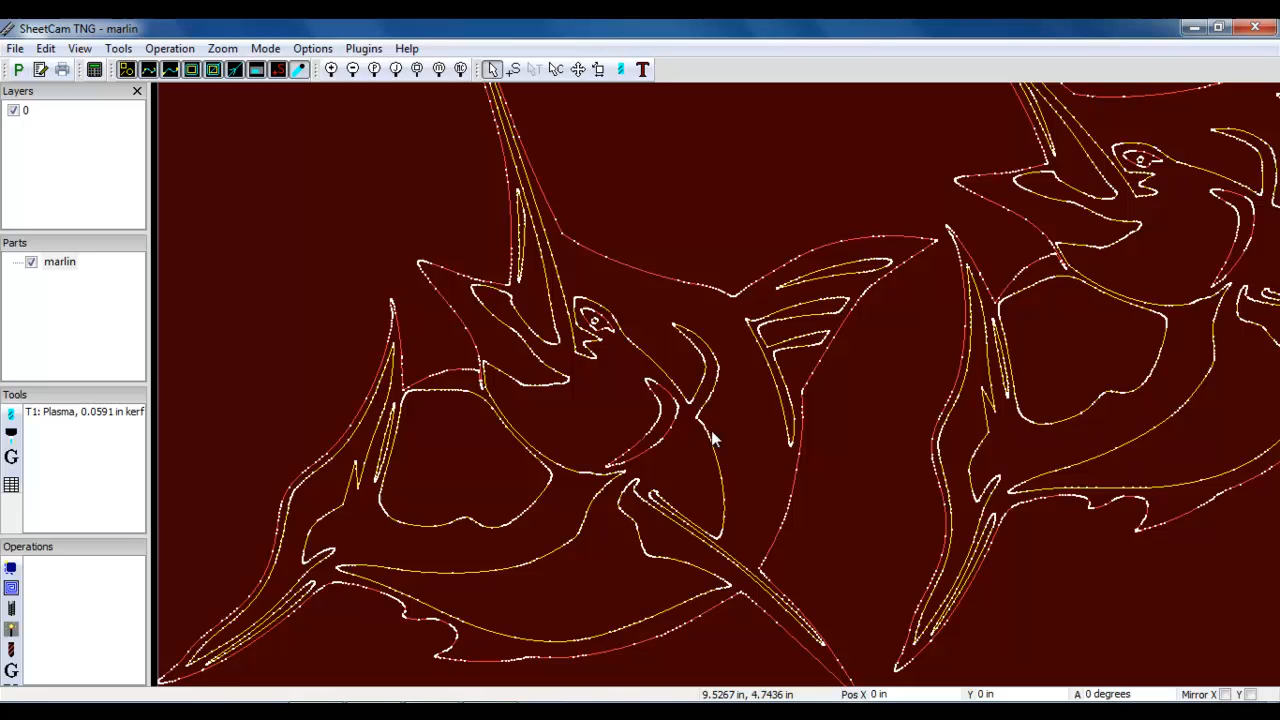 SheetCam TNG - marlin
File Edit View Tools Operation Zoom Mode Options Plugins Help
Layers
0
Parts
marlin
Tools
T1: Plasma, 0.0591 in kerf
Operations
9.5267 in, 4.7436 in Pos X 0 in Y 0 in A 0 degrees Mirror X Y